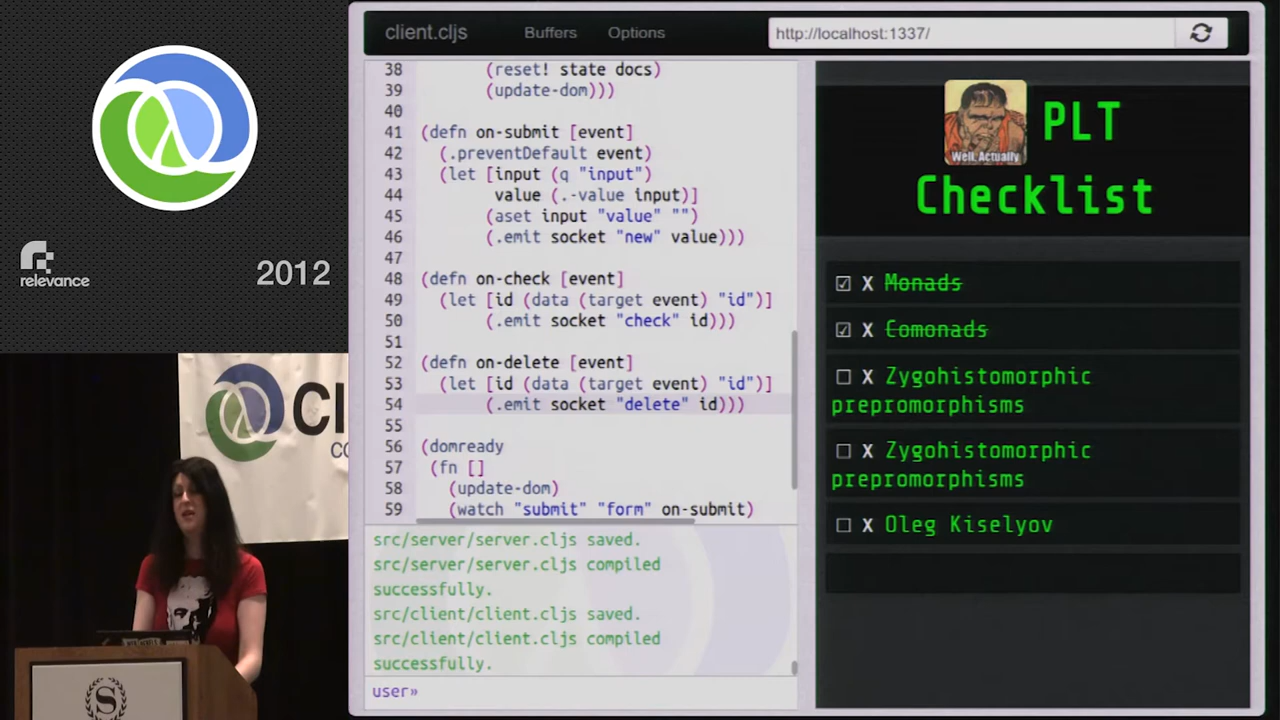 relevance
2012
Cl
CO
S
client.cljs
Buffers
Options
http://localhost:1337/
38 (reset! state docs)
39 (update-dom)))
40
41 (defn on-submit [event]
42 (.preventDefault event)
43 (let [input (q "input")
44 value (.-value input)]
45 (aset input "value" "")
46 (.emit socket "new" value)))
47
48 (defn on-check [event]
49 (let [id (data (target event) "id")]
50 (.emit socket "check" id)))
51
52 (defn on-delete [event]
53 (let [id (data (target event) "id")]
54 (.emit socket "delete" id)))
55
56 (domready
57 (fn []
58 (update-dom)
59 (watch "submit" "form" on-submit)
src/server/server.cljs saved.
src/server/server.cljs compiled
successfully.
src/client/client.cljs saved.
src/client/client.cljs compiled
successfully.
user»
Well, Actually
PLT
Checklist
☑ X Monads
☑ X Comonads
☐ X Zygohistomorphic
prepromorphisms
☐ X Zygohistomorphic
prepromorphisms
☐ X Oleg Kiselyov